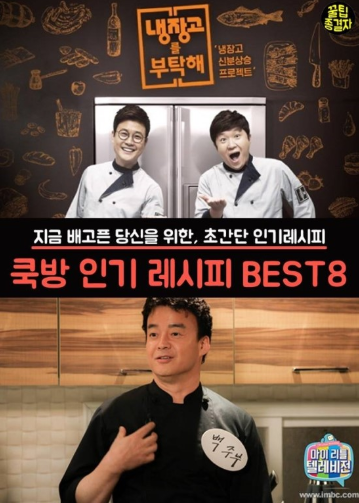 꿀팁
종결자
냉장고
를
부탁해
'냉장고
신분상승
프로젝트'
지금 배고픈 당신을 위한, 초간단 인기레시피
쿡방 인기 레시피 BEST8
백주부
마이 리틀
텔레비전
www.imbc.com